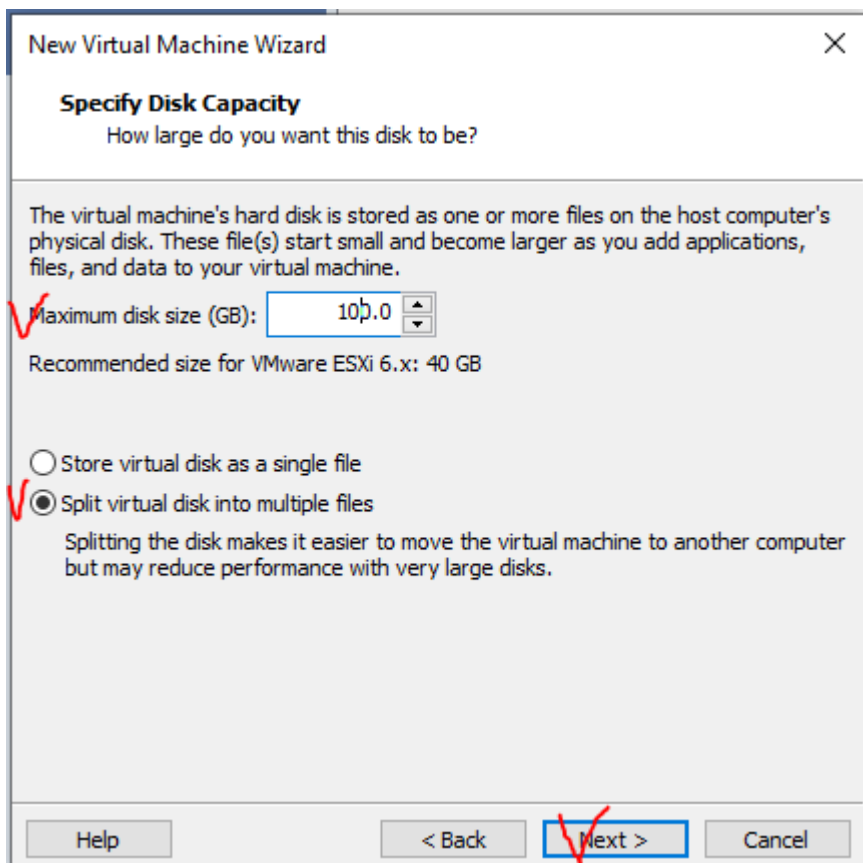 New Virtual Machine Wizard
Specify Disk Capacity
How large do you want this disk to be?
The virtual machine's hard disk is stored as one or more files on the host computer's
physical disk. These file(s) start small and become larger as you add applications,
files, and data to your virtual machine.
Maximum disk size (GB): 100.0
Recommended size for VMware ESXi 6.x: 40 GB
Store virtual disk as a single file
Split virtual disk into multiple files
Splitting the disk makes it easier to move the virtual machine to another computer
but may reduce performance with very large disks.
Help < Back Next > Cancel